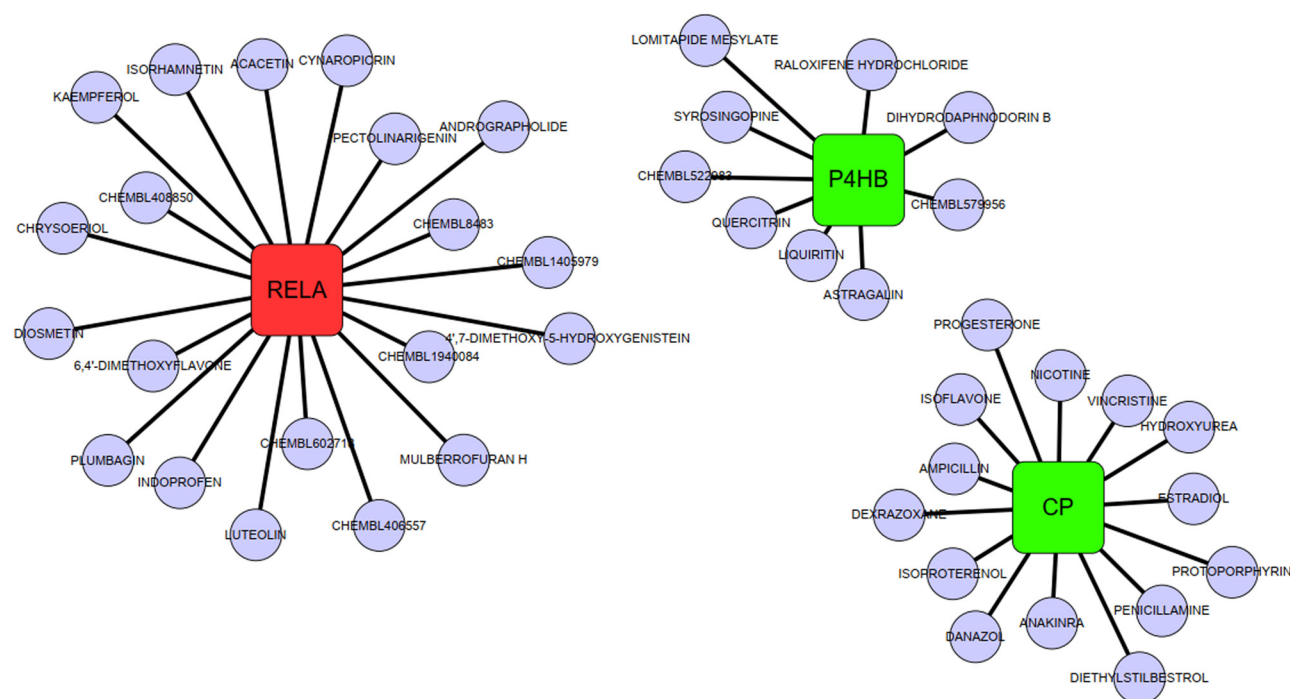 LOMITAPIDE MESYLATE
CYNAROPICRIN
ACACETIN
ISORHAMNETIN
RALOXIFENE HYDROCHLORIDE
KAEMPFEROL
SYROSINGOPINE
DIHYDRODAPHNODORIN B
ANDROGRAPHOLIDE
PECTOLINARIGENIN
CHEMBL522983
P4HB
CHEMBL408850
CHEMBL579956
QUERCITRIN
CHRYSOERIOL
CHEMBL8483
LIQUIRITIN
CHEMBL1405979
RELA
ASTRAGALIN
PROGESTERONE
DIOSMETIN
4',7-DIMETHOXY-5-HYDROXYGENISTEIN
CHEMBL1940084
6,4'-DIMETHOXYFLAVONE
NICOTINE
ISOFLAVONE
VINCRISTINE
HYDROXYUREA
CHEMBL602713
PLUMBAGIN
MULBERROFURAN H
AMPICILLIN
INDOPROFEN
ESTRADIOL
CP
DEXRAZOXANE
CHEMBL406557
LUTEOLIN
PROTOPORPHYRIN
ISOPROTERENOL
PENICILLAMINE
ANAKINRA
DANAZOL
DIETHYLSTILBESTROL